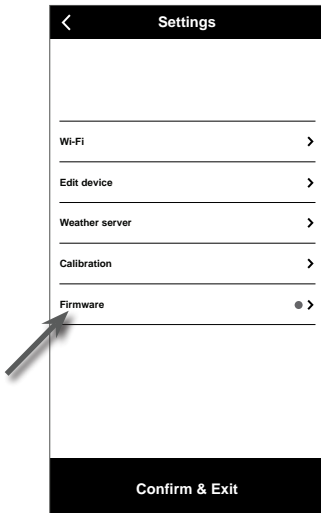 Settings
Wi-Fi
Edit device
Weather server
Calibration
Firmware
Confirm & Exit